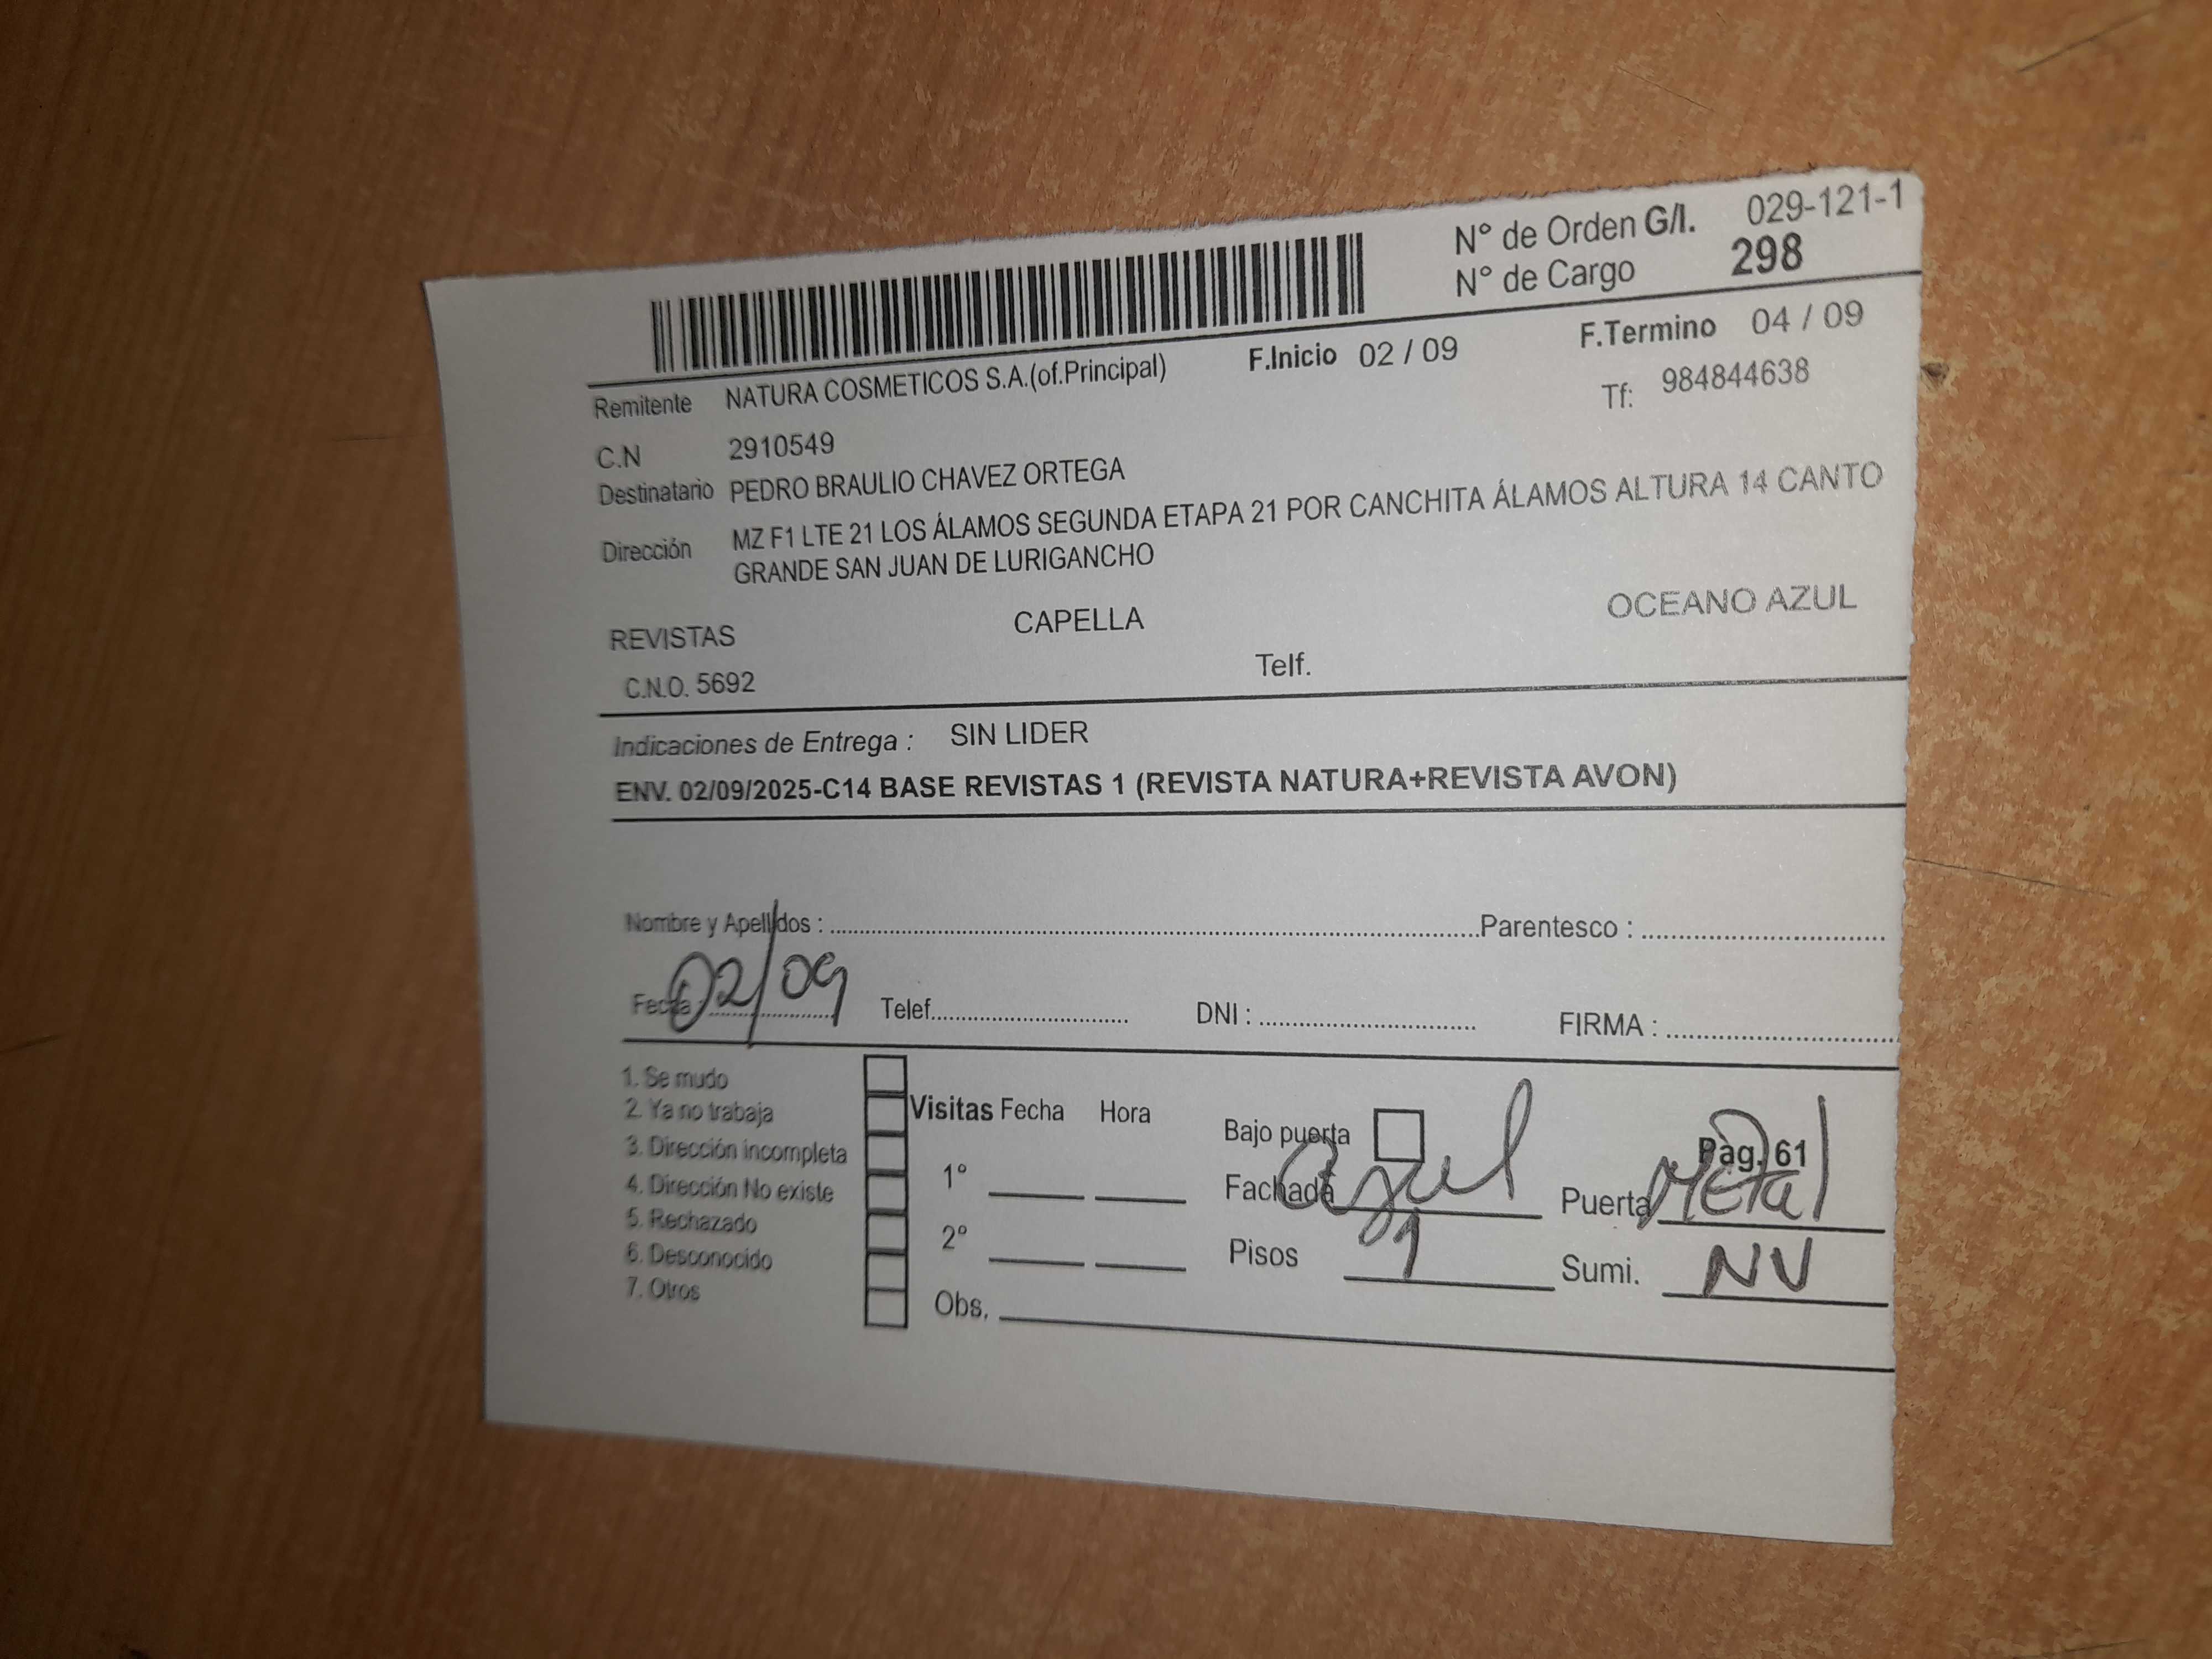 N° de Orden G/I. 029-121-1
N° de Cargo 298
F.Inicio 02 / 09 F.Termino 04 / 09
Remitente NATURA COSMETICOS S.A.(of.Principal) Tf: 984844638
C.N 2910549
Destinatario PEDRO BRAULIO CHAVEZ ORTEGA
Dirección MZ F1 LTE 21 LOS ÁLAMOS SEGUNDA ETAPA 21 POR CANCHITA ÁLAMOS ALTURA 14 CANTO
GRANDE SAN JUAN DE LURIGANCHO
REVISTAS CAPELLA OCEANO AZUL
C.N.O. 5692 Telf.
Indicaciones de Entrega : SIN LIDER
ENV. 02/09/2025-C14 BASE REVISTAS 1 (REVISTA NATURA+REVISTA AVON)
Nombre y Apellidos : Parentesco :
Fecha 02/09 Telef. DNI : FIRMA :
1. Se mudo
2. Ya no trabaja
3. Dirección incompleta
4. Dirección No existe
5. Rechazado
6. Desconocido
7. Otros
Visitas Fecha Hora
1°
2°
Obs.
Bajo puerta Pàg. 61
Fachada Azul Puerta Metal
Pisos 1 Sumi. NV